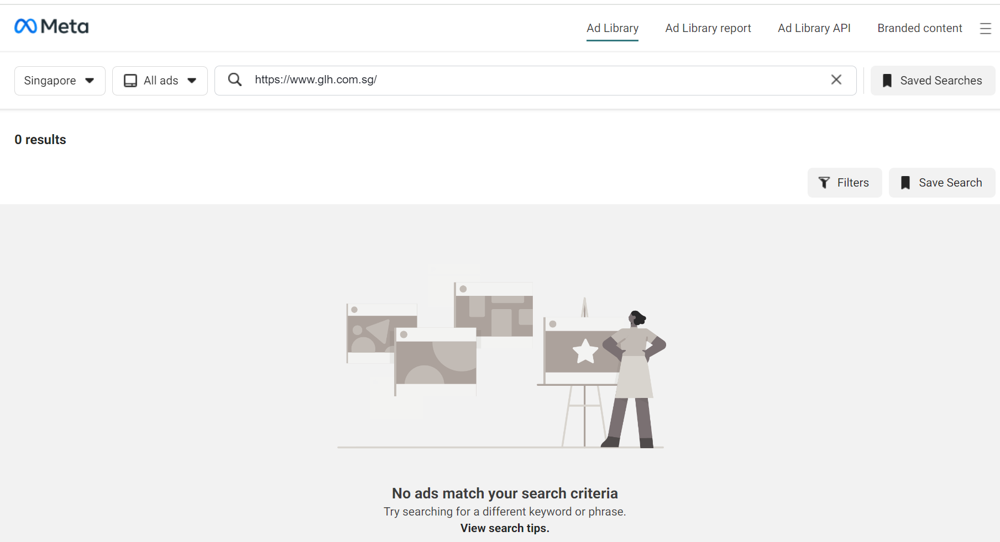 Meta
Ad Library
Ad Library report
Ad Library API
Branded content
Singapore
All ads
https://www.glh.com.sg/
Saved Searches
0 results
Filters
Save Search
No ads match your search criteria
Try searching for a different keyword or phrase.
View search tips.